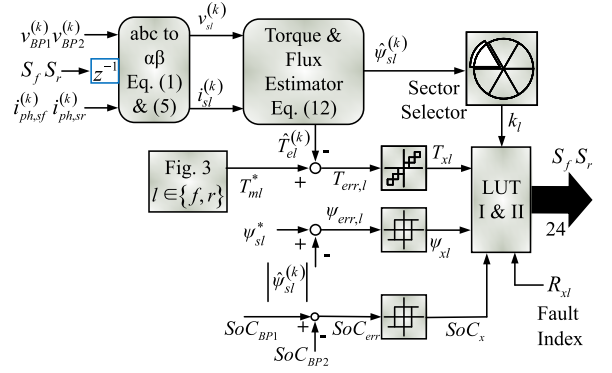 v_{BP1}^{(k)} v_{BP2}^{(k)}
S_f S_r
i_{ph,sf}^{(k)} i_{ph,sr}^{(k)}
z^{-1}
abc to
αβ
Eq. (1)
& (5)
v_{sl}^{(k)}
i_{sl}^{(k)}
Torque &
Flux
Estimator
Eq. (12)
\hat{ψ}_{sl}^{(k)}
Sector
Selector
k_l
\hat{T}_{el}^{(k)}
-
+
Fig. 3
l ∈{f, r}
T_{ml}^*
T_{err,l}
T_{xl}
LUT
I & II
S_f S_r
24
ψ_{sl}^*
+
-
ψ_{err,l}
ψ_{xl}
|\hat{ψ}_{sl}^{(k)}|
SoC_{BP1}
+
-
SoC_{BP2}
SoC_{err}
SoC_x
R_{xl}
Fault
Index